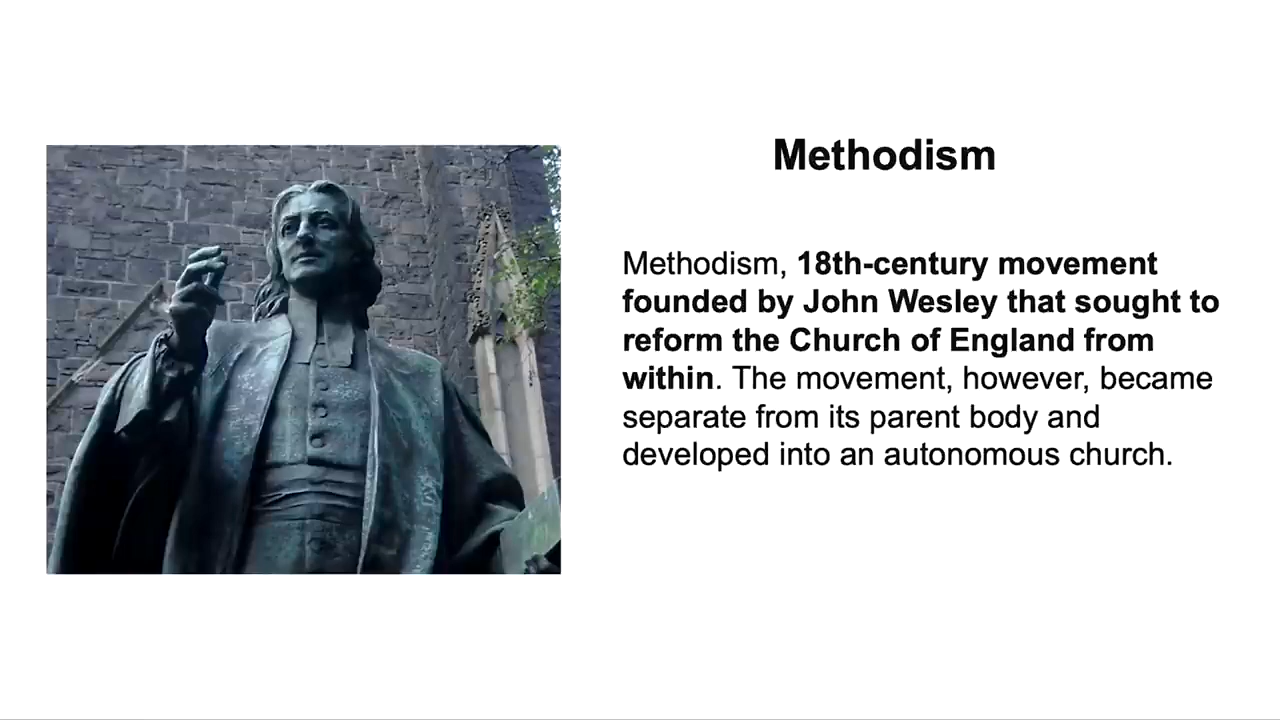 Methodism
Methodism, 18th-century movement
founded by John Wesley that sought to
reform the Church of England from
within. The movement, however, became
separate from its parent body and
developed into an autonomous church.